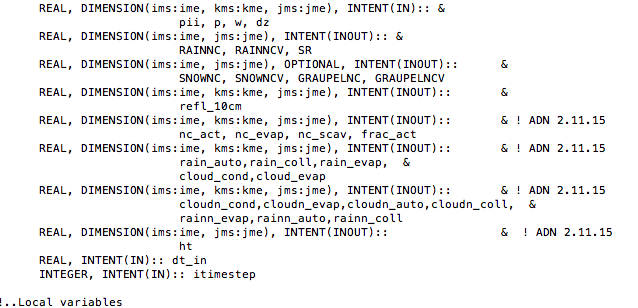 REAL, DIMENSION(ims:ime, kms:kme, jms:jme), INTENT(IN):: &
pii, p, w, dz
REAL, DIMENSION(ims:ime, jms:jme), INTENT(INOUT):: &
RAINNC, RAINNCV, SR
REAL, DIMENSION(ims:ime, jms:jme), OPTIONAL, INTENT(INOUT):: &
SNOWNC, SNOWNCV, GRAUPELNC, GRAUPELNCV
REAL, DIMENSION(ims:ime, kms:kme, jms:jme), INTENT(INOUT):: &
refl_10cm
REAL, DIMENSION(ims:ime, kms:kme, jms:jme), INTENT(INOUT):: & ! ADN 2.11.15
nc_act, nc_evap, nc_scav, frac_act
REAL, DIMENSION(ims:ime, kms:kme, jms:jme), INTENT(INOUT):: & ! ADN 2.11.15
rain_auto,rain_coll,rain_evap, &
cloud_cond,cloud_evap
REAL, DIMENSION(ims:ime, kms:kme, jms:jme), INTENT(INOUT):: & ! ADN 2.11.15
cloudn_cond,cloudn_evap,cloudn_auto,cloudn_coll, &
rainn_evap,rainn_auto,rainn_coll
REAL, DIMENSION(ims:ime, jms:jme), INTENT(INOUT):: & ! ADN 2.11.15
ht
REAL, INTENT(IN):: dt_in
INTEGER, INTENT(IN):: itimestep
!..Local variables